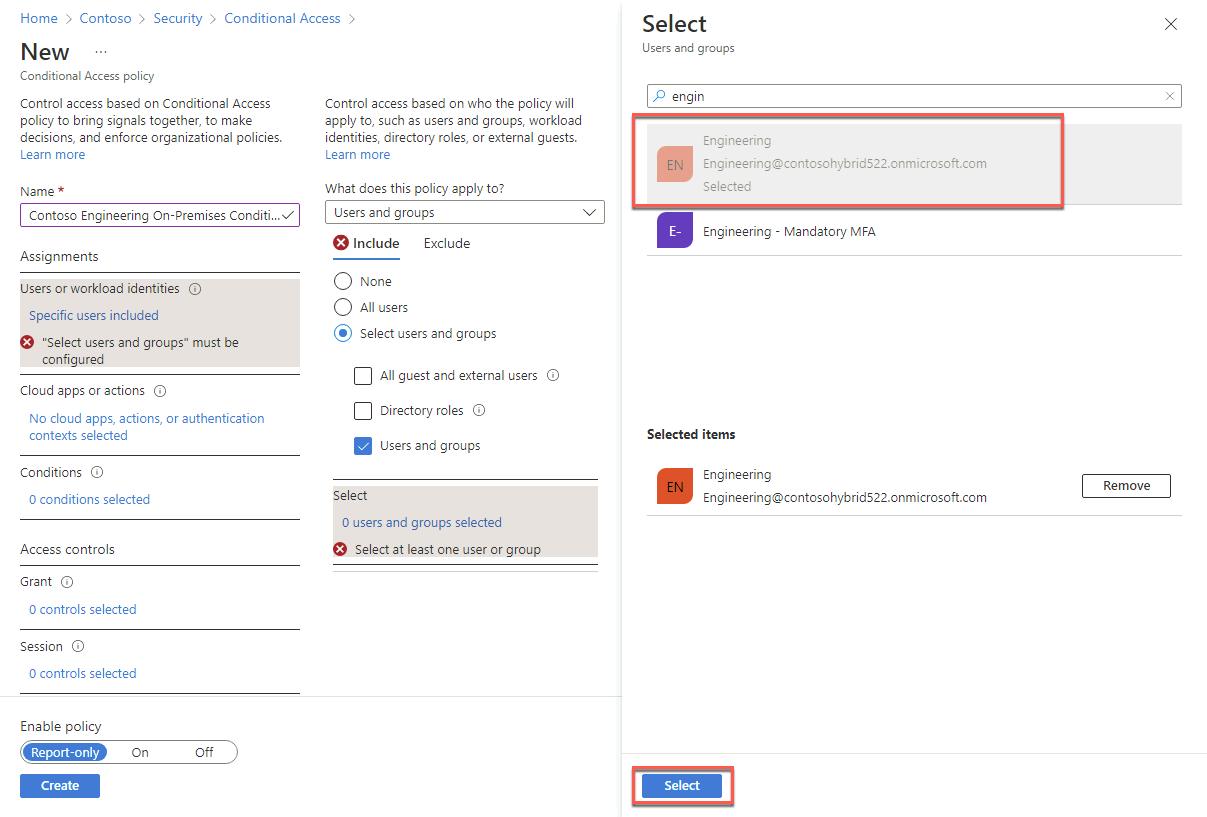 Home > Contoso > Security > Conditional Access >
New ...
Conditional Access policy
Control access based on Conditional Access
policy to bring signals together, to make
decisions, and enforce organizational policies.
Learn more
Name *
Contoso Engineering On-Premises Conditi...
Assignments
Users or workload identities
Specific users included
"Select users and groups" must be
configured
Cloud apps or actions
No cloud apps, actions, or authentication
contexts selected
Conditions
0 conditions selected
Access controls
Grant
0 controls selected
Session
0 controls selected
Enable policy
Report-only On Off
Create
Control access based on who the policy will
apply to, such as users and groups, workload
identities, directory roles, or external guests.
Learn more
What does this policy apply to?
Users and groups
Include Exclude
None
All users
Select users and groups
All guest and external users
Directory roles
Users and groups
Select
0 users and groups selected
Select at least one user or group
Select
Users and groups
engin
EN
Engineering
Engineering@contosohybrid522.onmicrosoft.com
Selected
E- Engineering - Mandatory MFA
Selected items
EN
Engineering
Engineering@contosohybrid522.onmicrosoft.com
Remove
Select